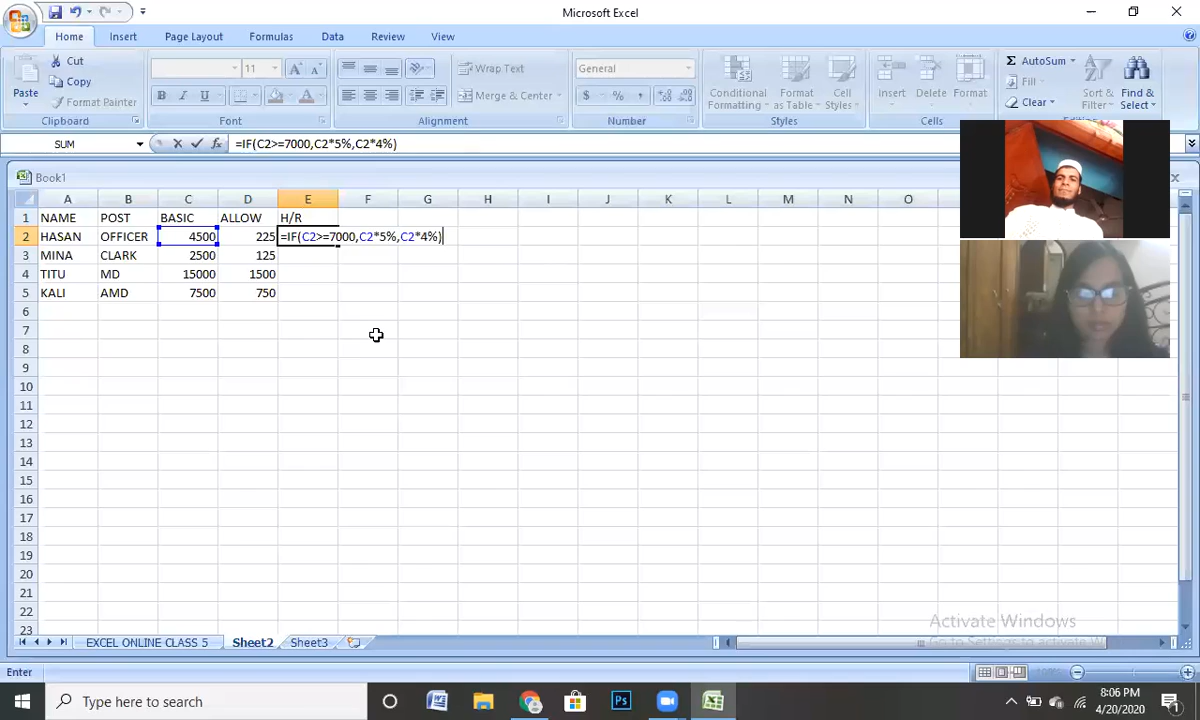 Microsoft Excel
Home Insert Page Layout Formulas Data Review View
Paste
Cut
Copy
Format Painter
Clipboard
11
Font
Wrap Text
Merge & Center
Alignment
General
Number
Conditional Formatting
Format as Table
Cell Styles
Styles
Insert Delete Format
Cells
AutoSum
Fill
Clear
Sort & Filter
Find & Select
Editing
SUM =IF(C2>=7000,C2*5%,C2*4%)
Book1
A B C D E F G H I J K L M N O
1 NAME POST BASIC ALLOW H/R
2 HASAN OFFICER 4500 225 =IF(C2>=7000,C2*5%,C2*4%)
3 MINA CLARK 2500 125
4 TITU MD 15000 1500
5 KALI AMD 7500 750
6
7
8
9
10
11
12
13
14
15
16
17
18
19
20
21
22
23
Activate Windows
EXCEL ONLINE CLASS 5 Sheet2 Sheet3
Enter
Type here to search
8:06 PM
4/20/2020